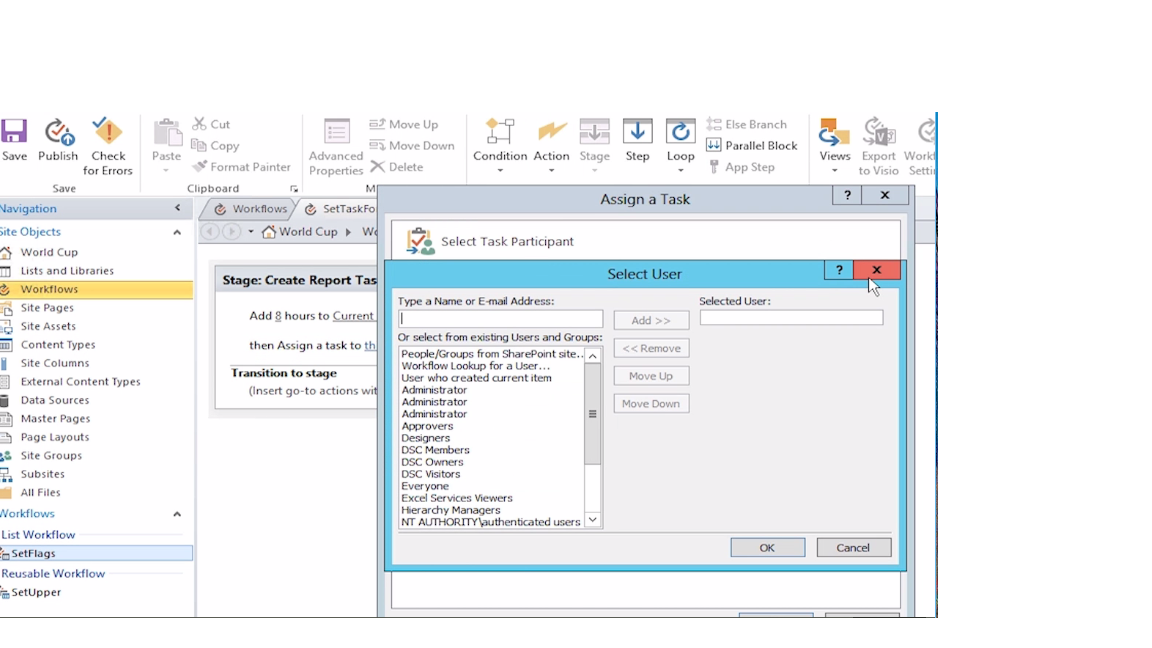 Save
Publish
Check
for Errors
Save
Paste
Cut
Copy
Format Painter
Clipboard
Advanced
Properties
Move Up
Move Down
Delete
Condition
Action
Stage
Step
Loop
Else Branch
Parallel Block
App Step
Views
Export
to Visio
Navigation
Site Objects
World Cup
Lists and Libraries
Workflows
Site Pages
Site Assets
Content Types
Site Columns
External Content Types
Data Sources
Master Pages
Page Layouts
Site Groups
Subsites
All Files
Workflows
List Workflow
SetFlags
Reusable Workflow
SetUpper
Workflows
SetTaskFo
World Cup
Stage: Create Report Tas
Add 8 hours to Current
then Assign a task to th
Transition to stage
(Insert go-to actions wit
Assign a Task
? X
Select Task Participant
Select User
? X
Type a Name or E-mail Address:
Or select from existing Users and Groups:
People/Groups from SharePoint site..
Workflow Lookup for a User...
User who created current item
Administrator
Administrator
Administrator
Approvers
Designers
DSC Members
DSC Owners
DSC Visitors
Everyone
Excel Services Viewers
Hierarchy Managers
NT AUTHORITY\authenticated users
Add >>
<< Remove
Move Up
Move Down
Selected User:
OK
Cancel